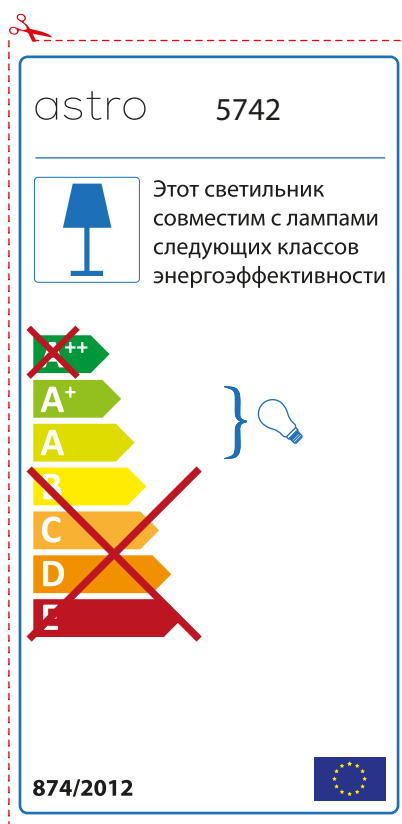 astro 5742
Этот светильник
совместим с лампами
следующих классов
энергоэффективности
A++
A+
A
B
C
D
E
874/2012